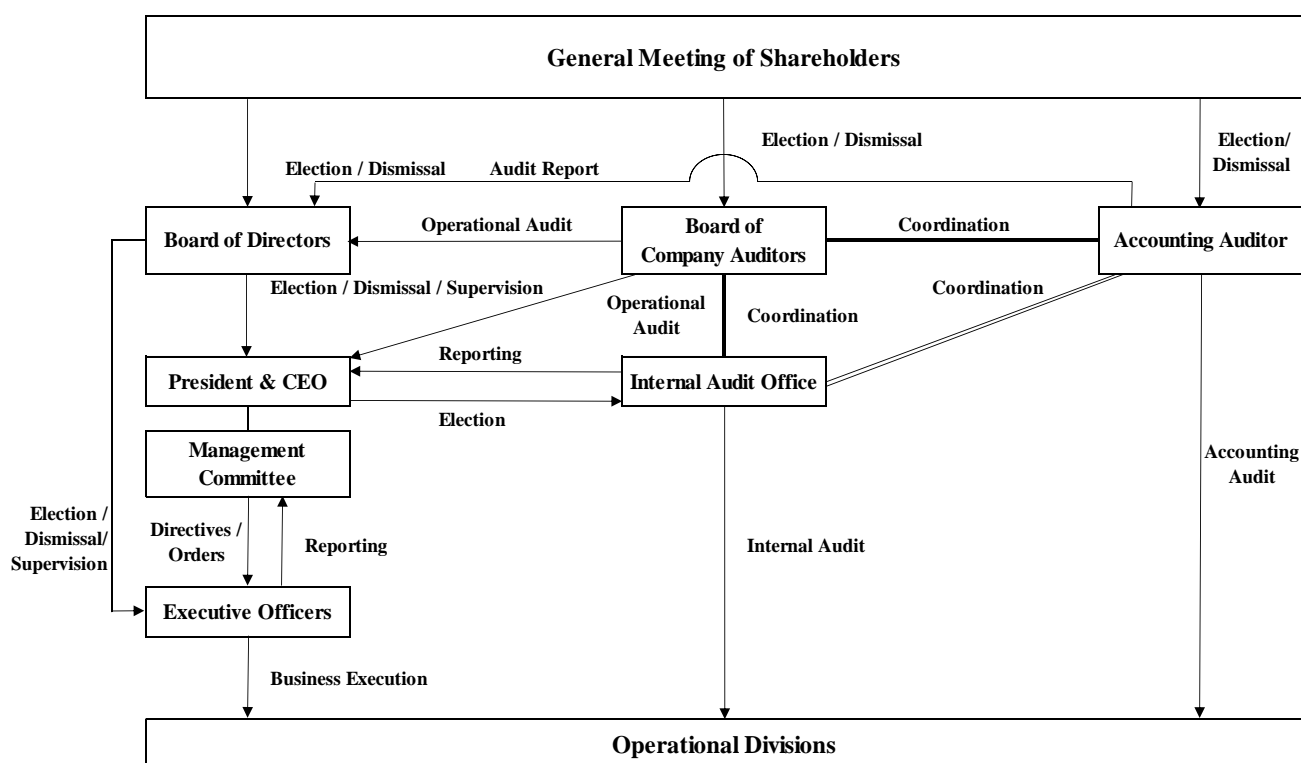 General Meeting of Shareholders
Election / Dismissal
Election/
Dismissal
Election / Dismissal
Audit Report
Board of Directors
Operational Audit
Board of
Company Auditors
Coordination
Accounting Auditor
Election / Dismissal / Supervision
Operational
Audit
Coordination
Coordination
President & CEO
Reporting
Internal Audit Office
Election
Management
Committee
Accounting
Audit
Election /
Dismissal/
Supervision
Directives /
Orders
Reporting
Internal Audit
Executive Officers
Business Execution
Operational Divisions